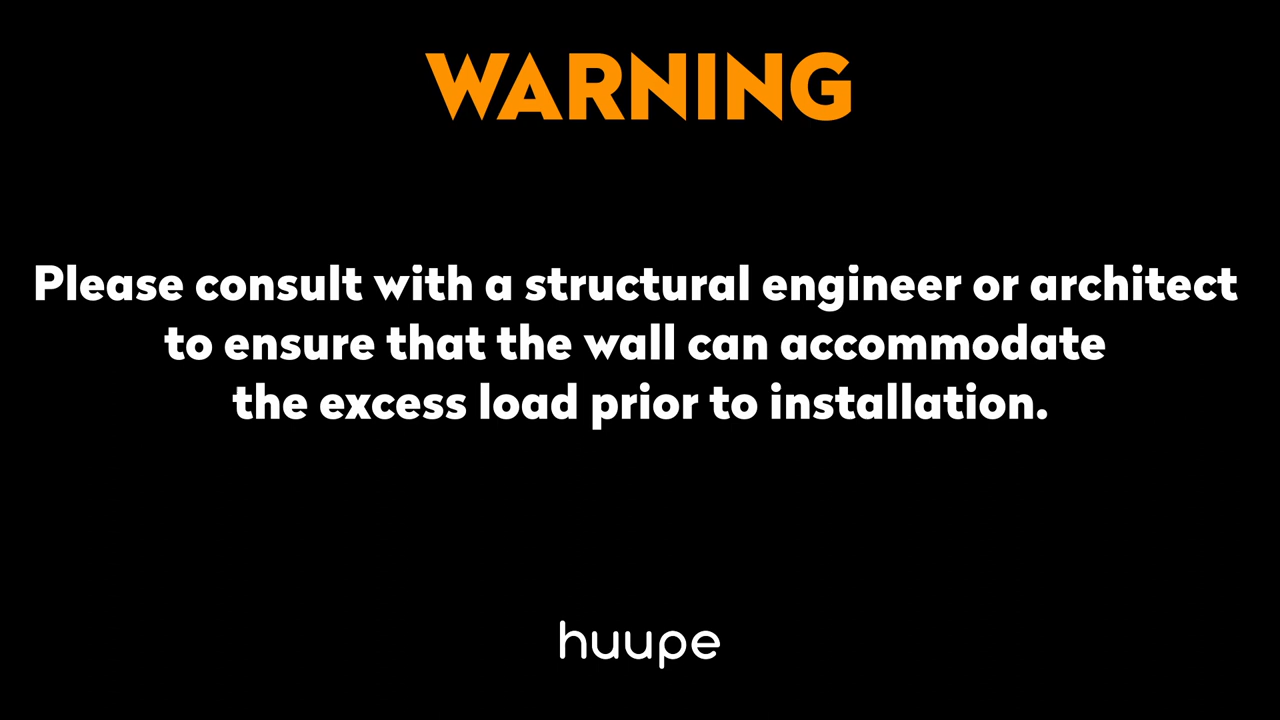 WARNING
Please consult with a structural engineer or architect
to ensure that the wall can accommodate
the excess load prior to installation.
huupe